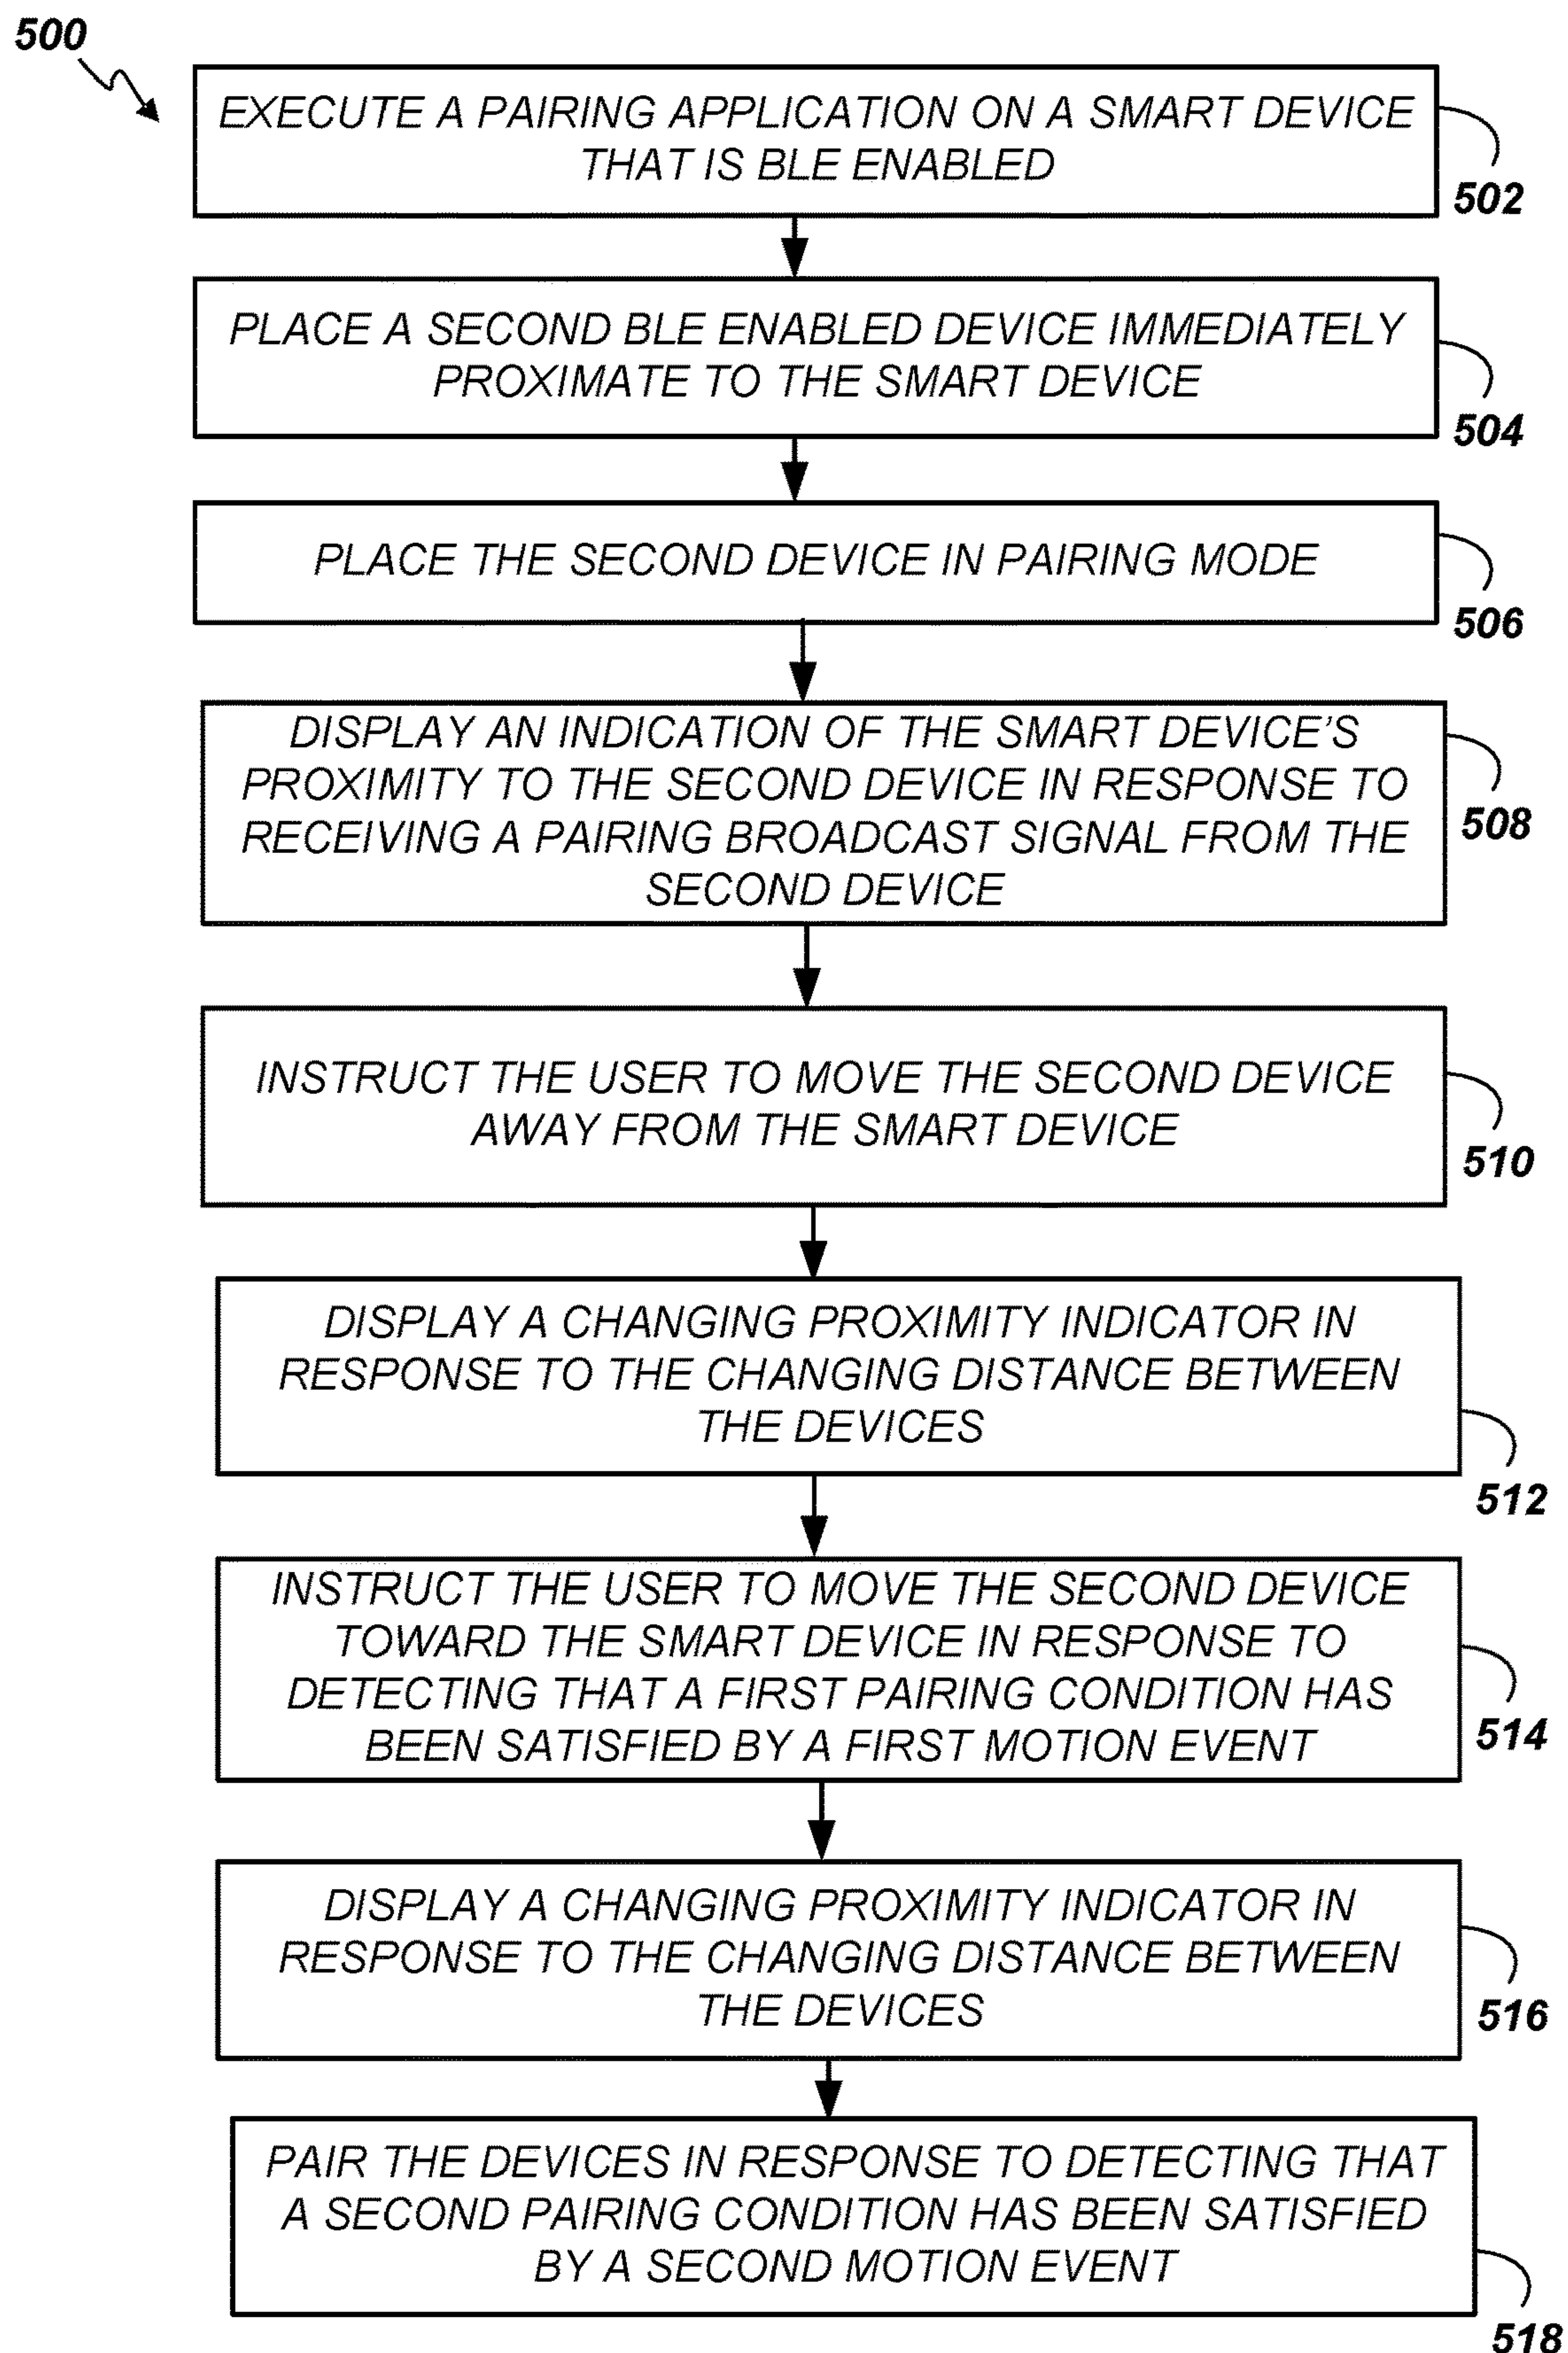 500
EXECUTE A PAIRING APPLICATION ON A SMART DEVICE
THAT IS BLE ENABLED
502
PLACE A SECOND BLE ENABLED DEVICE IMMEDIATELY
PROXIMATE TO THE SMART DEVICE
504
PLACE THE SECOND DEVICE IN PAIRING MODE
506
DISPLAY AN INDICATION OF THE SMART DEVICE’S
PROXIMITY TO THE SECOND DEVICE IN RESPONSE TO
RECEIVING A PAIRING BROADCAST SIGNAL FROM THE
SECOND DEVICE
508
INSTRUCT THE USER TO MOVE THE SECOND DEVICE
AWAY FROM THE SMART DEVICE
510
DISPLAY A CHANGING PROXIMITY INDICATOR IN
RESPONSE TO THE CHANGING DISTANCE BETWEEN
THE DEVICES
512
INSTRUCT THE USER TO MOVE THE SECOND DEVICE
TOWARD THE SMART DEVICE IN RESPONSE TO
DETECTING THAT A FIRST PAIRING CONDITION HAS
BEEN SATISFIED BY A FIRST MOTION EVENT
514
DISPLAY A CHANGING PROXIMITY INDICATOR IN
RESPONSE TO THE CHANGING DISTANCE BETWEEN
THE DEVICES
516
PAIR THE DEVICES IN RESPONSE TO DETECTING THAT
A SECOND PAIRING CONDITION HAS BEEN SATISFIED
BY A SECOND MOTION EVENT
518